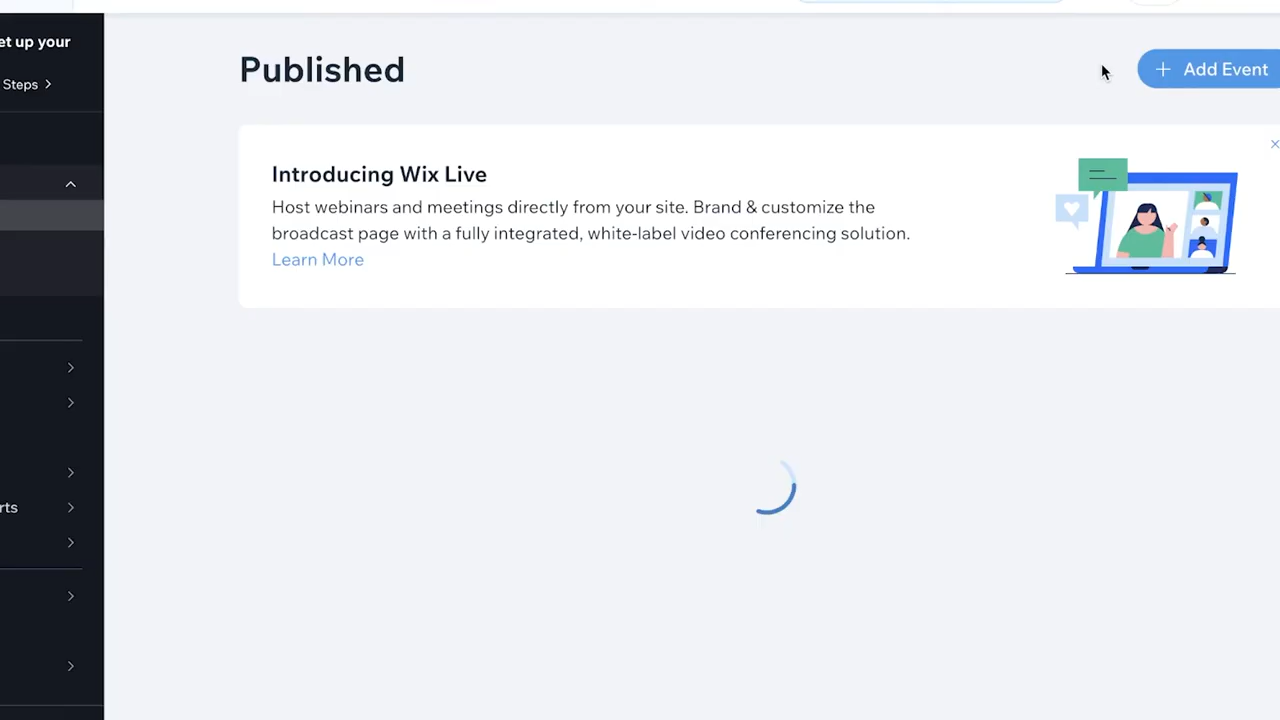 et up your
Steps
rts
Published
Add Event
Introducing Wix Live
Host webinars and meetings directly from your site. Brand & customize the
broadcast page with a fully integrated, white-label video conferencing solution.
Learn More